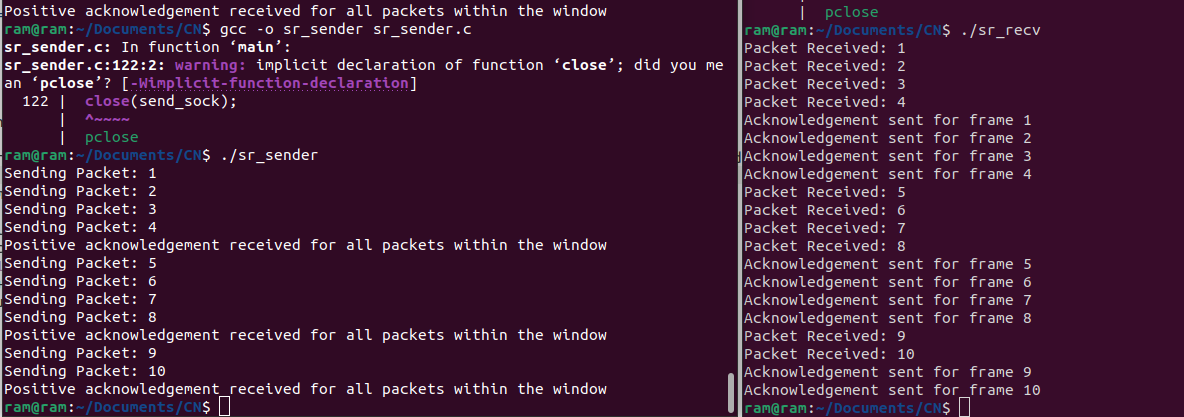 Positive acknowledgement received for all packets within the window
ram@ram:~/Documents/CN$ gcc -o sr_sender sr_sender.c
sr_sender.c: In function ‘main’:
sr_sender.c:122:2: warning: implicit declaration of function ‘close’; did you me
an ‘pclose’? [-Wimplicit-function-declaration]
  122 |  close(send_sock);
      |  ^~~~~
      |  pclose
ram@ram:~/Documents/CN$ ./sr_sender
Sending Packet: 1
Sending Packet: 2
Sending Packet: 3
Sending Packet: 4
Positive acknowledgement received for all packets within the window
Sending Packet: 5
Sending Packet: 6
Sending Packet: 7
Sending Packet: 8
Positive acknowledgement received for all packets within the window
Sending Packet: 9
Sending Packet: 10
Positive acknowledgement received for all packets within the window
ram@ram:~/Documents/CN$
      |  pclose
ram@ram:~/Documents/CN$ ./sr_recv
Packet Received: 1
Packet Received: 2
Packet Received: 3
Packet Received: 4
Acknowledgement sent for frame 1
Acknowledgement sent for frame 2
Acknowledgement sent for frame 3
Acknowledgement sent for frame 4
Packet Received: 5
Packet Received: 6
Packet Received: 7
Packet Received: 8
Acknowledgement sent for frame 5
Acknowledgement sent for frame 6
Acknowledgement sent for frame 7
Acknowledgement sent for frame 8
Packet Received: 9
Packet Received: 10
Acknowledgement sent for frame 9
Acknowledgement sent for frame 10
ram@ram:~/Documents/CN$